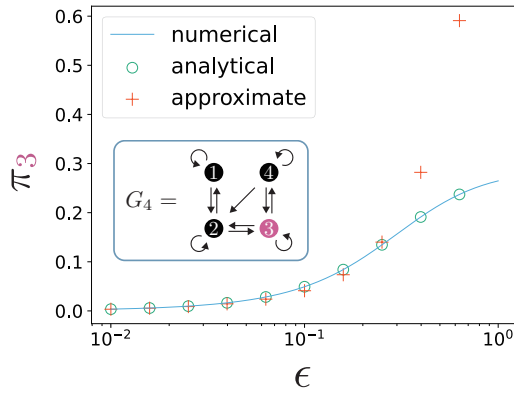 numerical
analytical
approximate
0.6
0.5
0.4
0.3
0.2
0.1
0.0
π3
G₄ =
1
4
2
3
10⁻²
10⁻¹
10⁰
ϵ